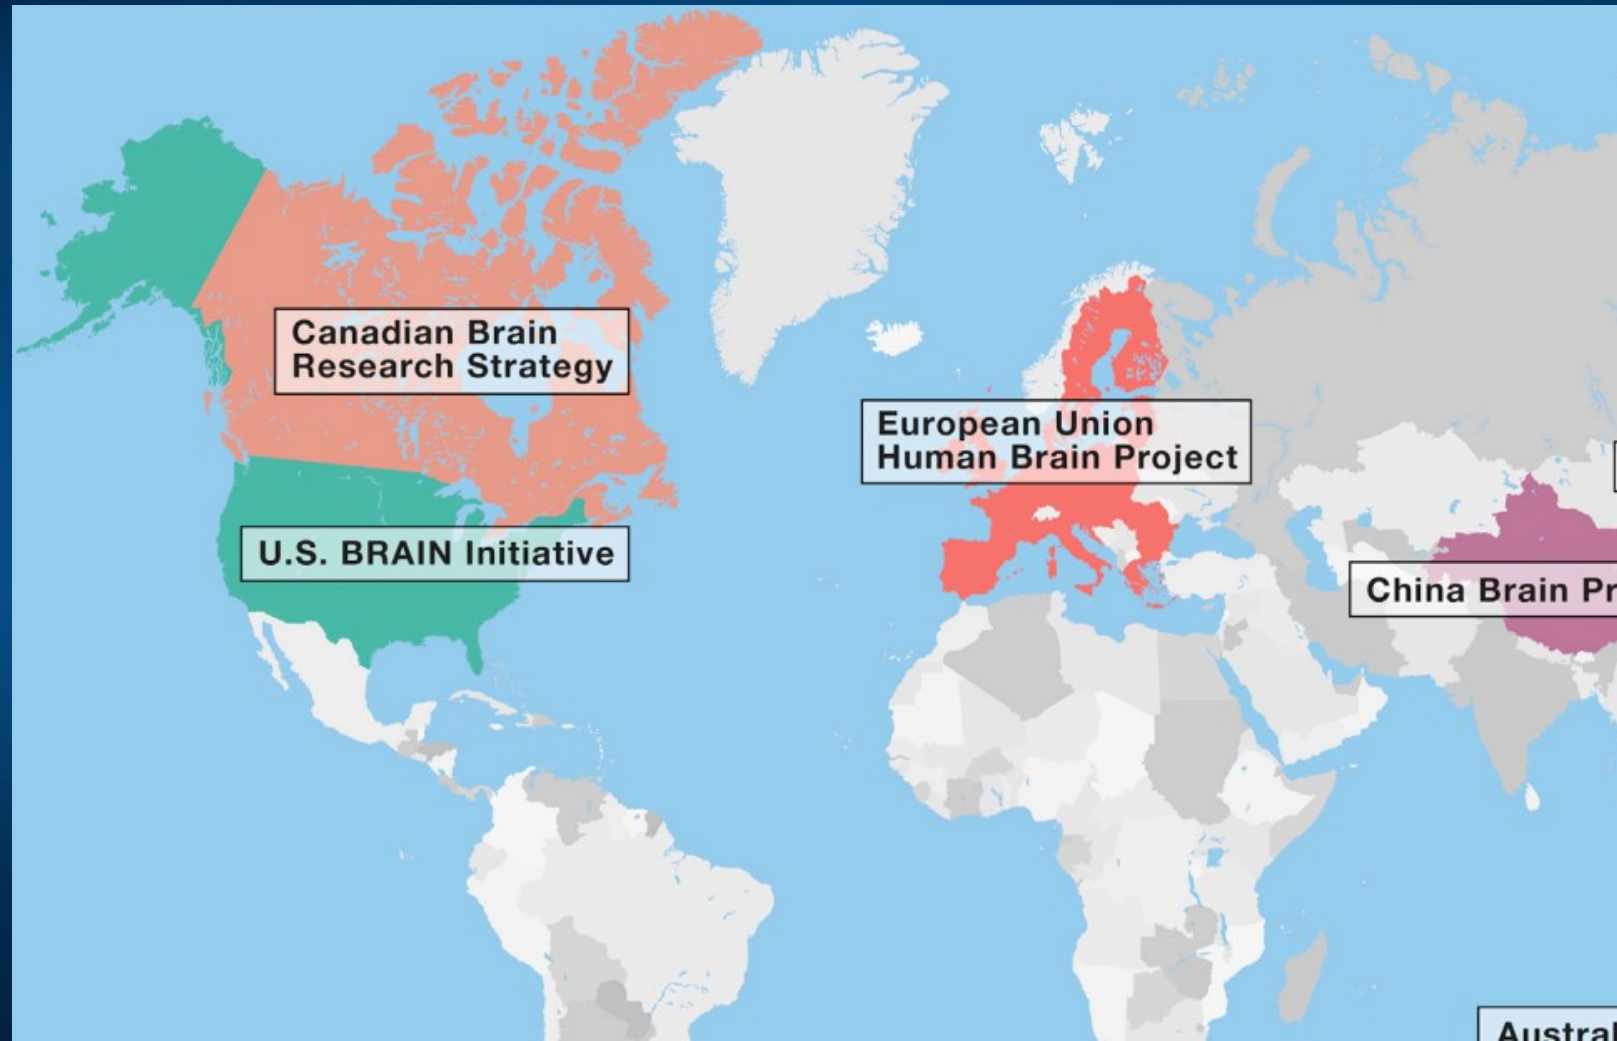 Canadian Brain
Research Strategy
European Union
Human Brain Project
U.S. BRAIN Initiative
China Brain Pr
Austral